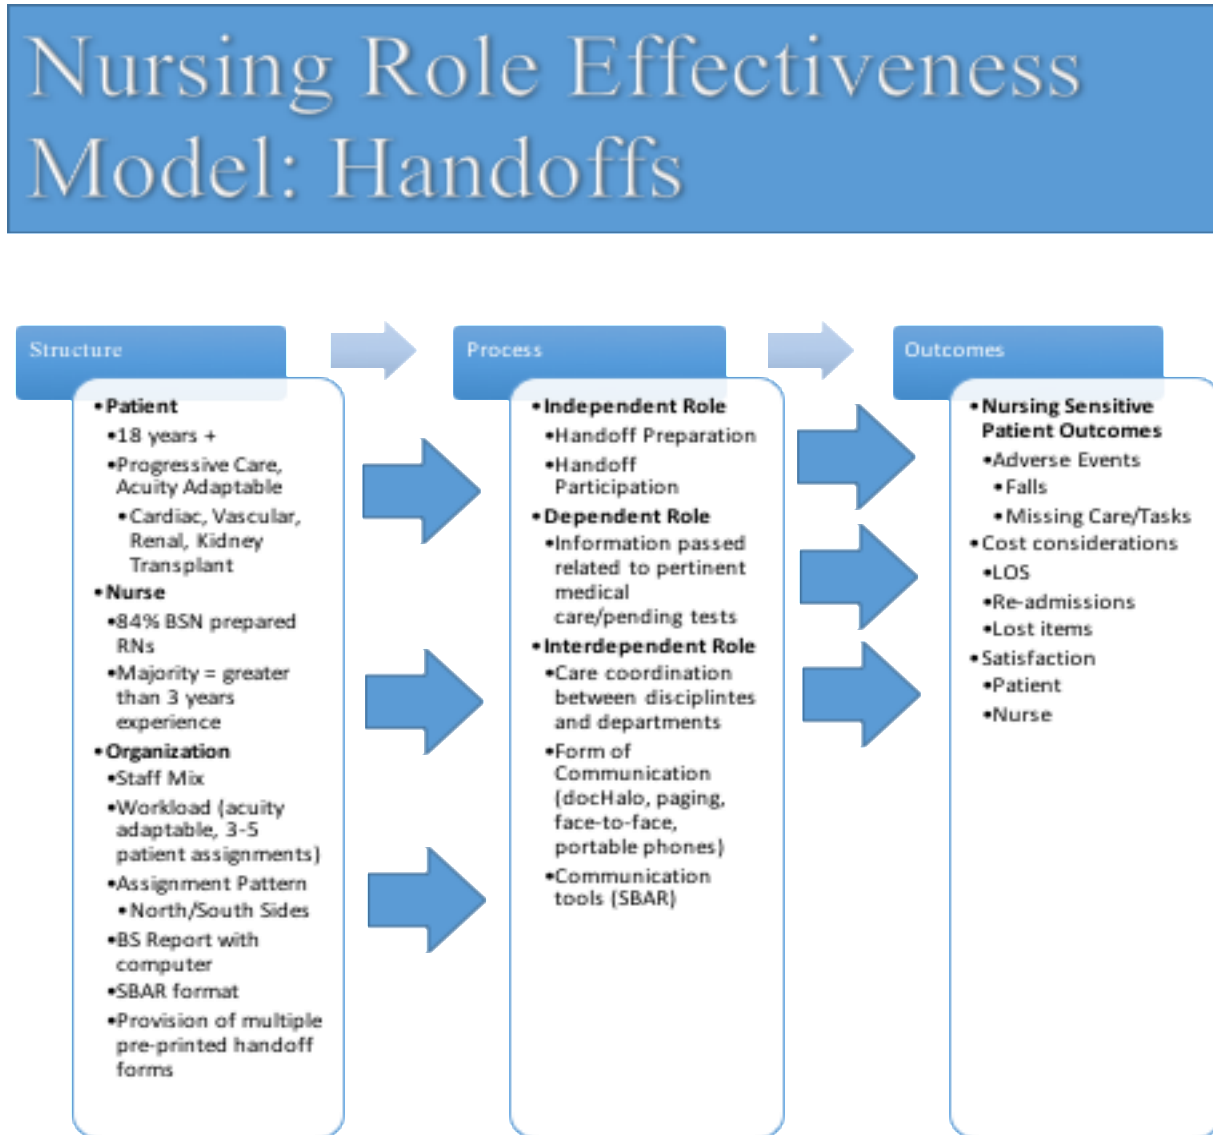 Nursing Role Effectiveness
Model: Handoffs
Structure
•Patient
•18 years +
•Progressive Care,
Acuity Adaptable
•Cardiac, Vascular,
Renal, Kidney
Transplant
•Nurse
•84% BSN prepared
RNs
•Majority = greater
than 3 years
experience
•Organization
•Staff Mix
•Workload (acuity
adaptable, 3-5
patient assignments)
•Assignment Pattern
•North/South Sides
•BS Report with
computer
•SBAR format
•Provision of multiple
pre-printed handoff
forms
Process
•Independent Role
•Handoff Preparation
•Handoff
Participation
•Dependent Role
•Information passed
related to pertinent
medical
care/pending tests
•Interdependent Role
•Care coordination
between disciplintes
and departments
•Form of
Communication
(docHalo, paging,
face-to-face,
portable phones)
•Communication
tools (SBAR)
Outcomes
•Nursing Sensitive
Patient Outcomes
•Adverse Events
•Falls
•Missing Care/Tasks
•Cost considerations
•LOS
•Re-admissions
•Lost items
•Satisfaction
•Patient
•Nurse